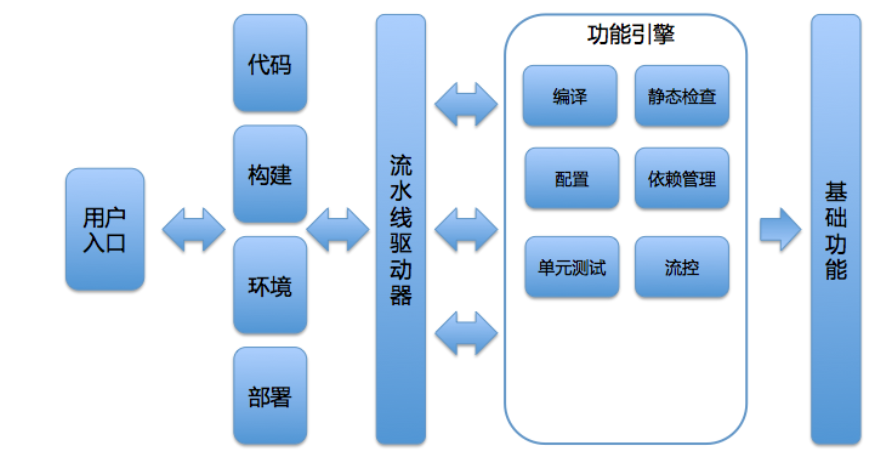 用户
入口
代码
构建
环境
部署
流
水
线
驱
动
器
功能引擎
编译
静态检查
配置
依赖管理
单元测试
流控
基
础
功
能